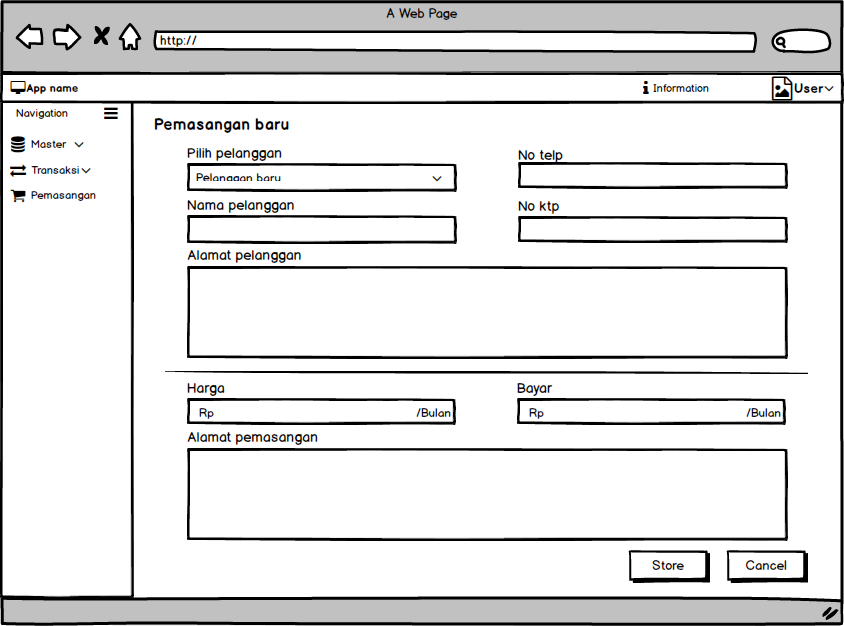 A Web Page
http://
App name
Information
User
Navigation
Master
Transaksi
Pemasangan
Pemasangan baru
Pilih pelanggan
No telp
Pelanggan baru
Nama pelanggan
No ktp
Alamat pelanggan
Harga
Bayar
Rp /Bulan
Rp /Bulan
Alamat pemasangan
Store
Cancel